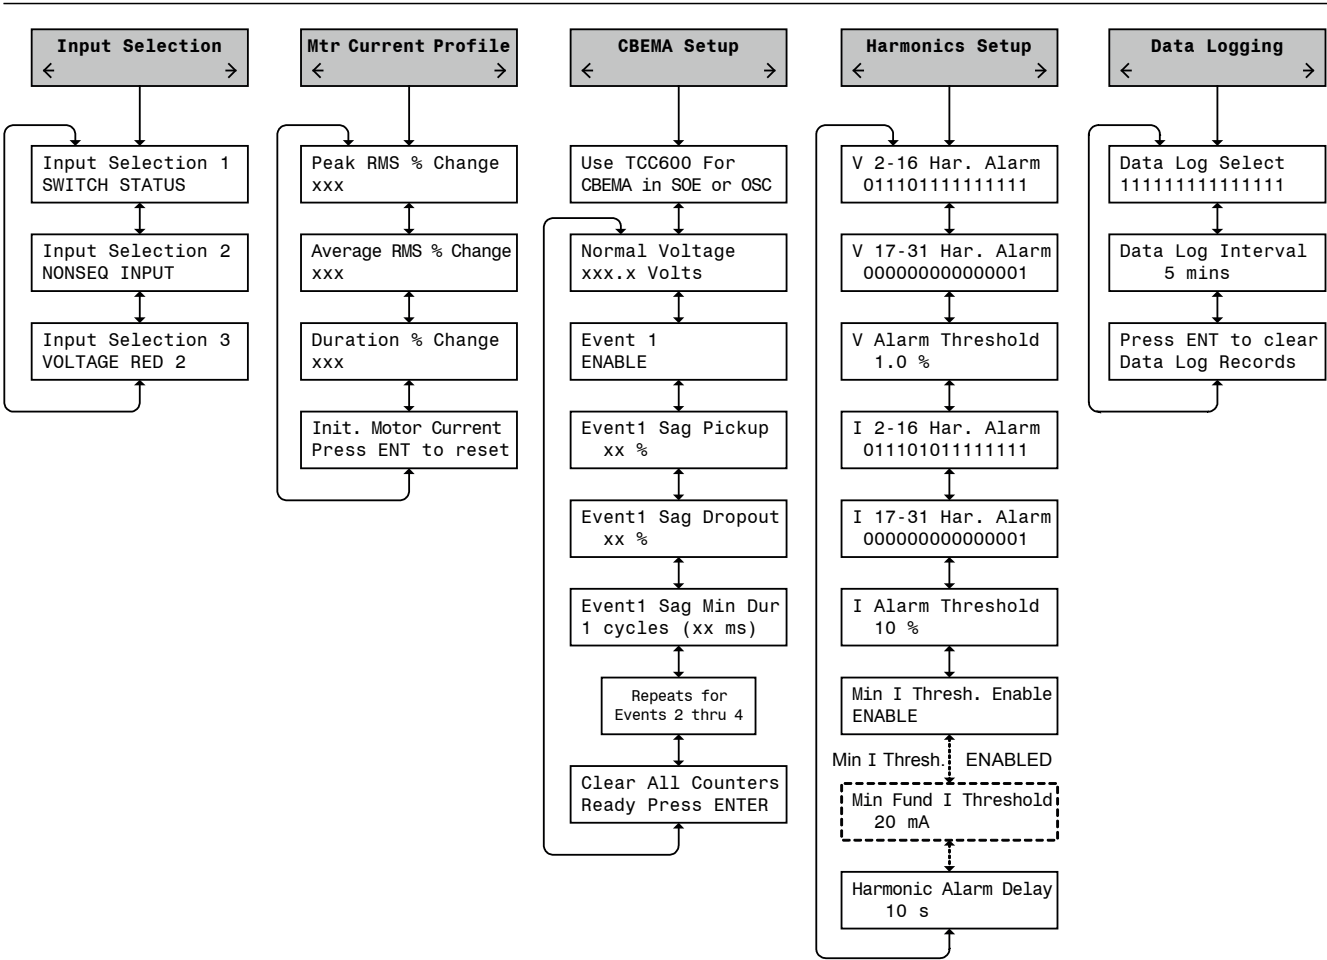 Input Selection
Input Selection 1
SWITCH STATUS
Input Selection 2
NONSEQ INPUT
Input Selection 3
VOLTAGE RED 2
Mtr Current Profile
Peak RMS % Change
xxx
Average RMS % Change
xxx
Duration % Change
xxx
Init. Motor Current
Press ENT to reset
CBEMA Setup
Use TCC600 For
CBEMA in SOE or OSC
Normal Voltage
xxx.x Volts
Event 1
ENABLE
Event1 Sag Pickup
xx %
Event1 Sag Dropout
xx %
Event1 Sag Min Dur
1 cycles (xx ms)
Repeats for
Events 2 thru 4
Clear All Counters
Ready Press ENTER
Harmonics Setup
V 2-16 Har. Alarm
011101111111111
V 17-31 Har. Alarm
000000000000001
V Alarm Threshold
1.0 %
I 2-16 Har. Alarm
011101011111111
I 17-31 Har. Alarm
000000000000001
I Alarm Threshold
10 %
Min I Thresh. Enable
ENABLE
Min I Thresh. ENABLED
Min Fund I Threshold
20 mA
Harmonic Alarm Delay
10 s
Data Logging
Data Log Select
111111111111111
Data Log Interval
5 mins
Press ENT to clear
Data Log Records